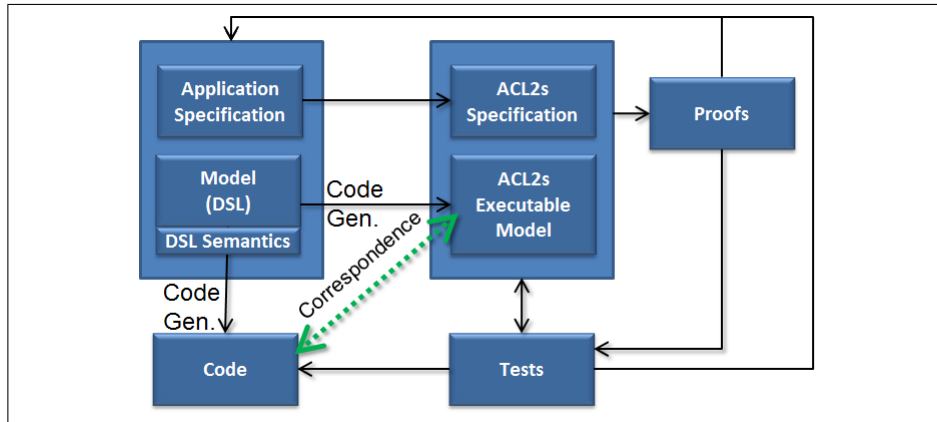 Application
Specification
ACL2s
Specification
Proofs
Model
(DSL)
DSL Semantics
Code
Gen.
ACL2s
Executable
Model
Correspondence
Code
Gen.
Code
Tests